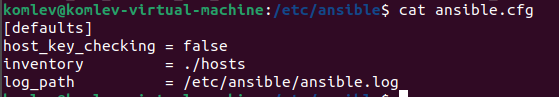 komlev@komlev-virtual-machine:/etc/ansible$ cat ansible.cfg
[defaults]
host_key_checking = false
inventory         = ./hosts
log_path          = /etc/ansible/ansible.log